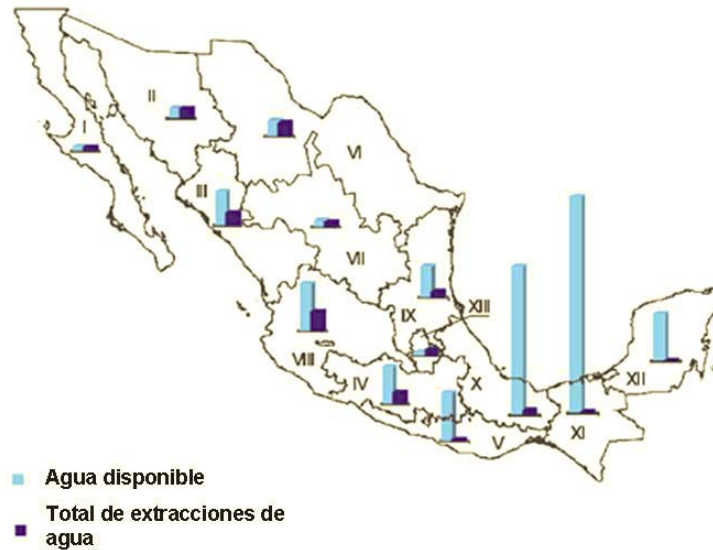 II
I
VI
III
VII
XIII
IX
VIII
IV
X
XII
V
XI
Agua disponible
Total de extracciones de
agua